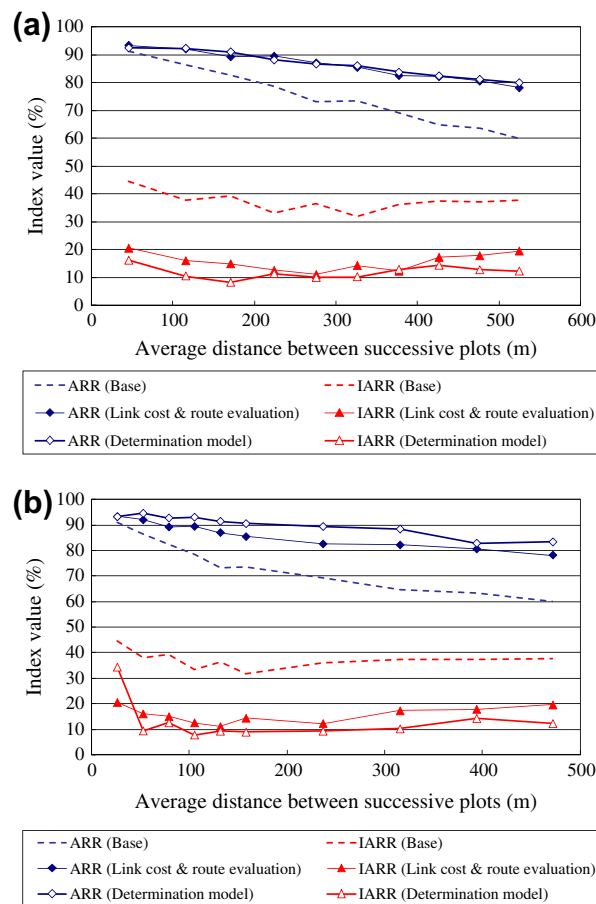 (a)
100
90
80
70
60
50
40
30
20
10
0
Index value (%)
0 100 200 300 400 500 600
Average distance between successive plots (m)
ARR (Base) IARR (Base)
ARR (Link cost & route evaluation) IARR (Link cost & route evaluation)
ARR (Determination model) IARR (Determination model)
(b)
100
90
80
70
60
50
40
30
20
10
0
Index value (%)
0 100 200 300 400 500
Average distance between successive plots (m)
ARR (Base) IARR (Base)
ARR (Link cost & route evaluation) IARR (Link cost & route evaluation)
ARR (Determination model) IARR (Determination model)